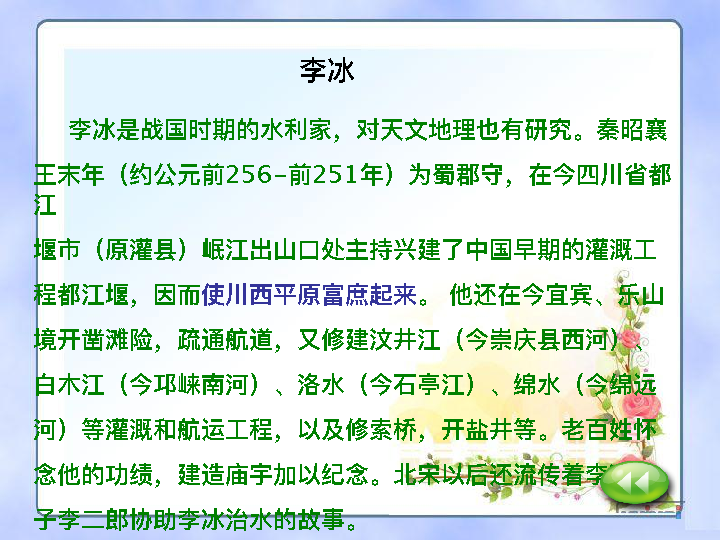 李冰
李冰是战国时期的水利家，对天文地理也有研究。秦昭襄
王末年（约公元前256–前251年）为蜀郡守，在今四川省都
江
堰市（原灌县）岷江出山口处主持兴建了中国早期的灌溉工
程都江堰，因而使川西平原富庶起来。 他还在今宜宾、乐山
境开凿滩险，疏通航道，又修建汶井江（今崇庆县西河）、
白木江（今邛崃南河）、洛水（今石亭江）、绵水（今绵远
河）等灌溉和航运工程，以及修索桥，开盐井等。老百姓怀
念他的功绩，建造庙宇加以纪念。北宋以后还流传着李
子李二郎协助李冰治水的故事。